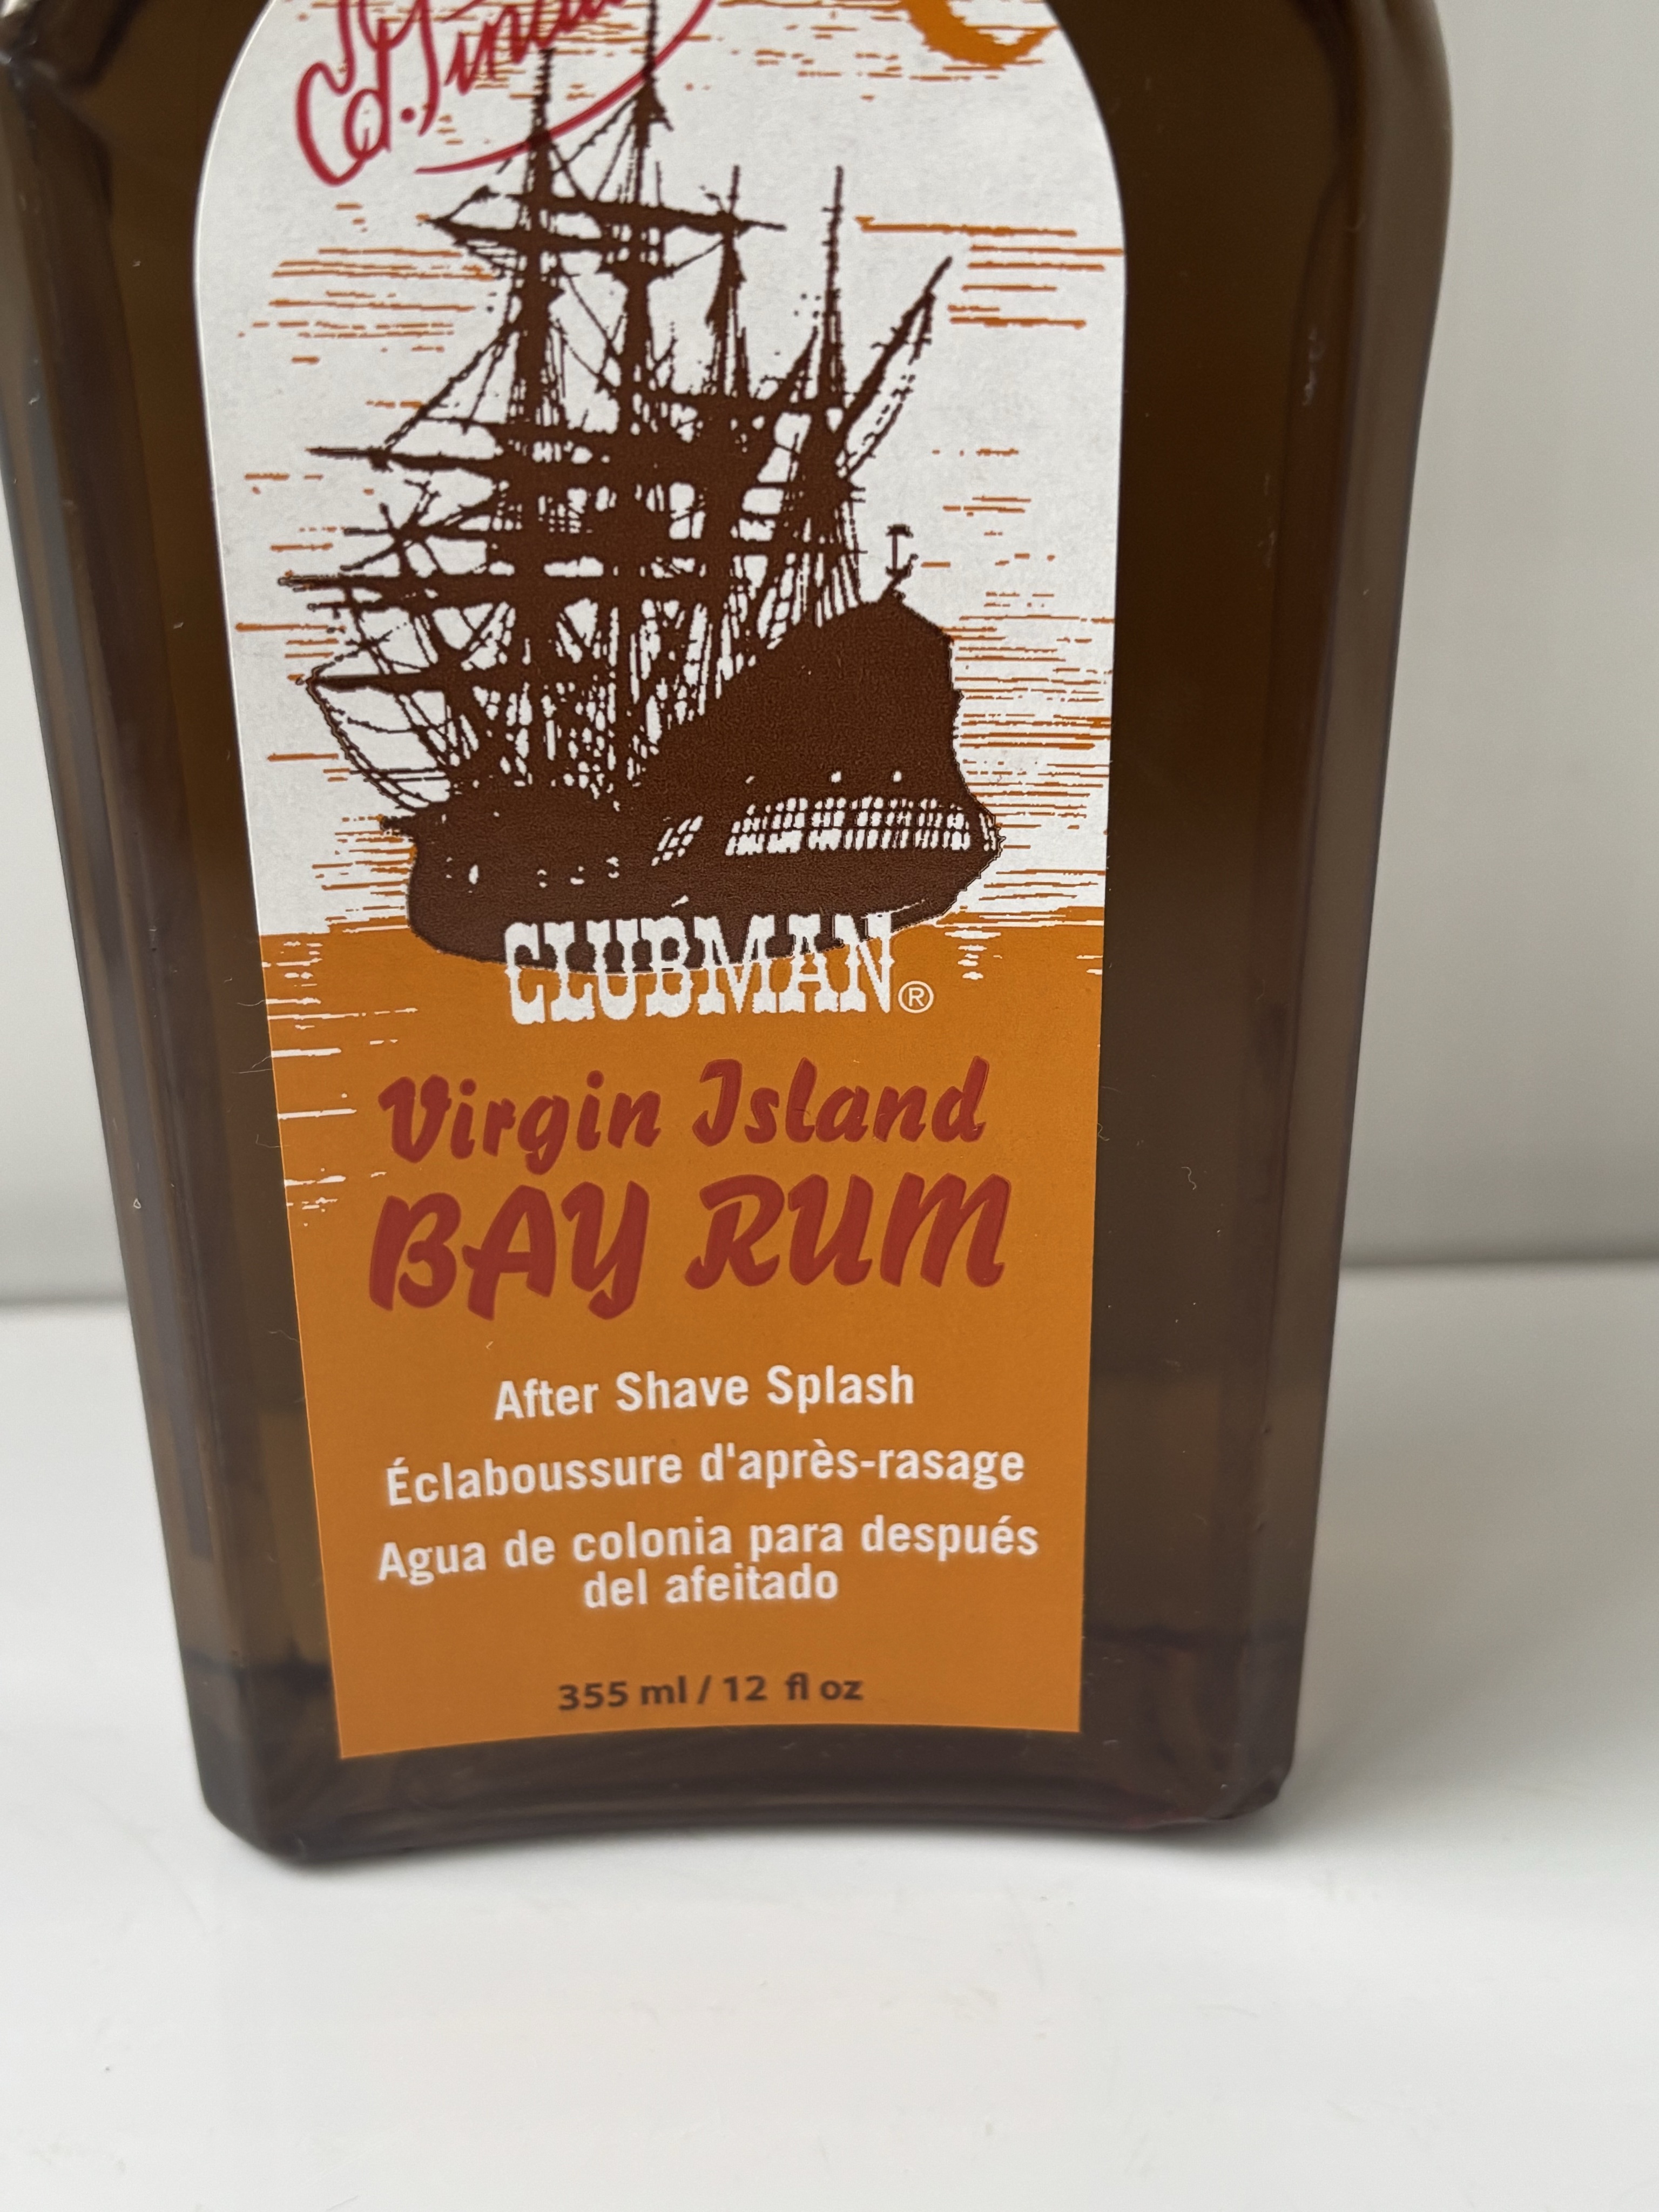 Ed.
CLUBMAN®
Virgin Island
BAY RUM
After Shave Splash
Éclaboussure d'après-rasage
Agua de colonia para después
del afeitado
355 ml / 12 fl oz